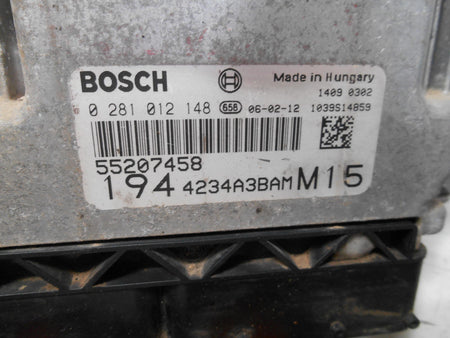 BOSCH Made in Hungary
1409 0302
0 281 012 148 658 06-02-12 1039S14859
55207458
194 4234A3BAM M15